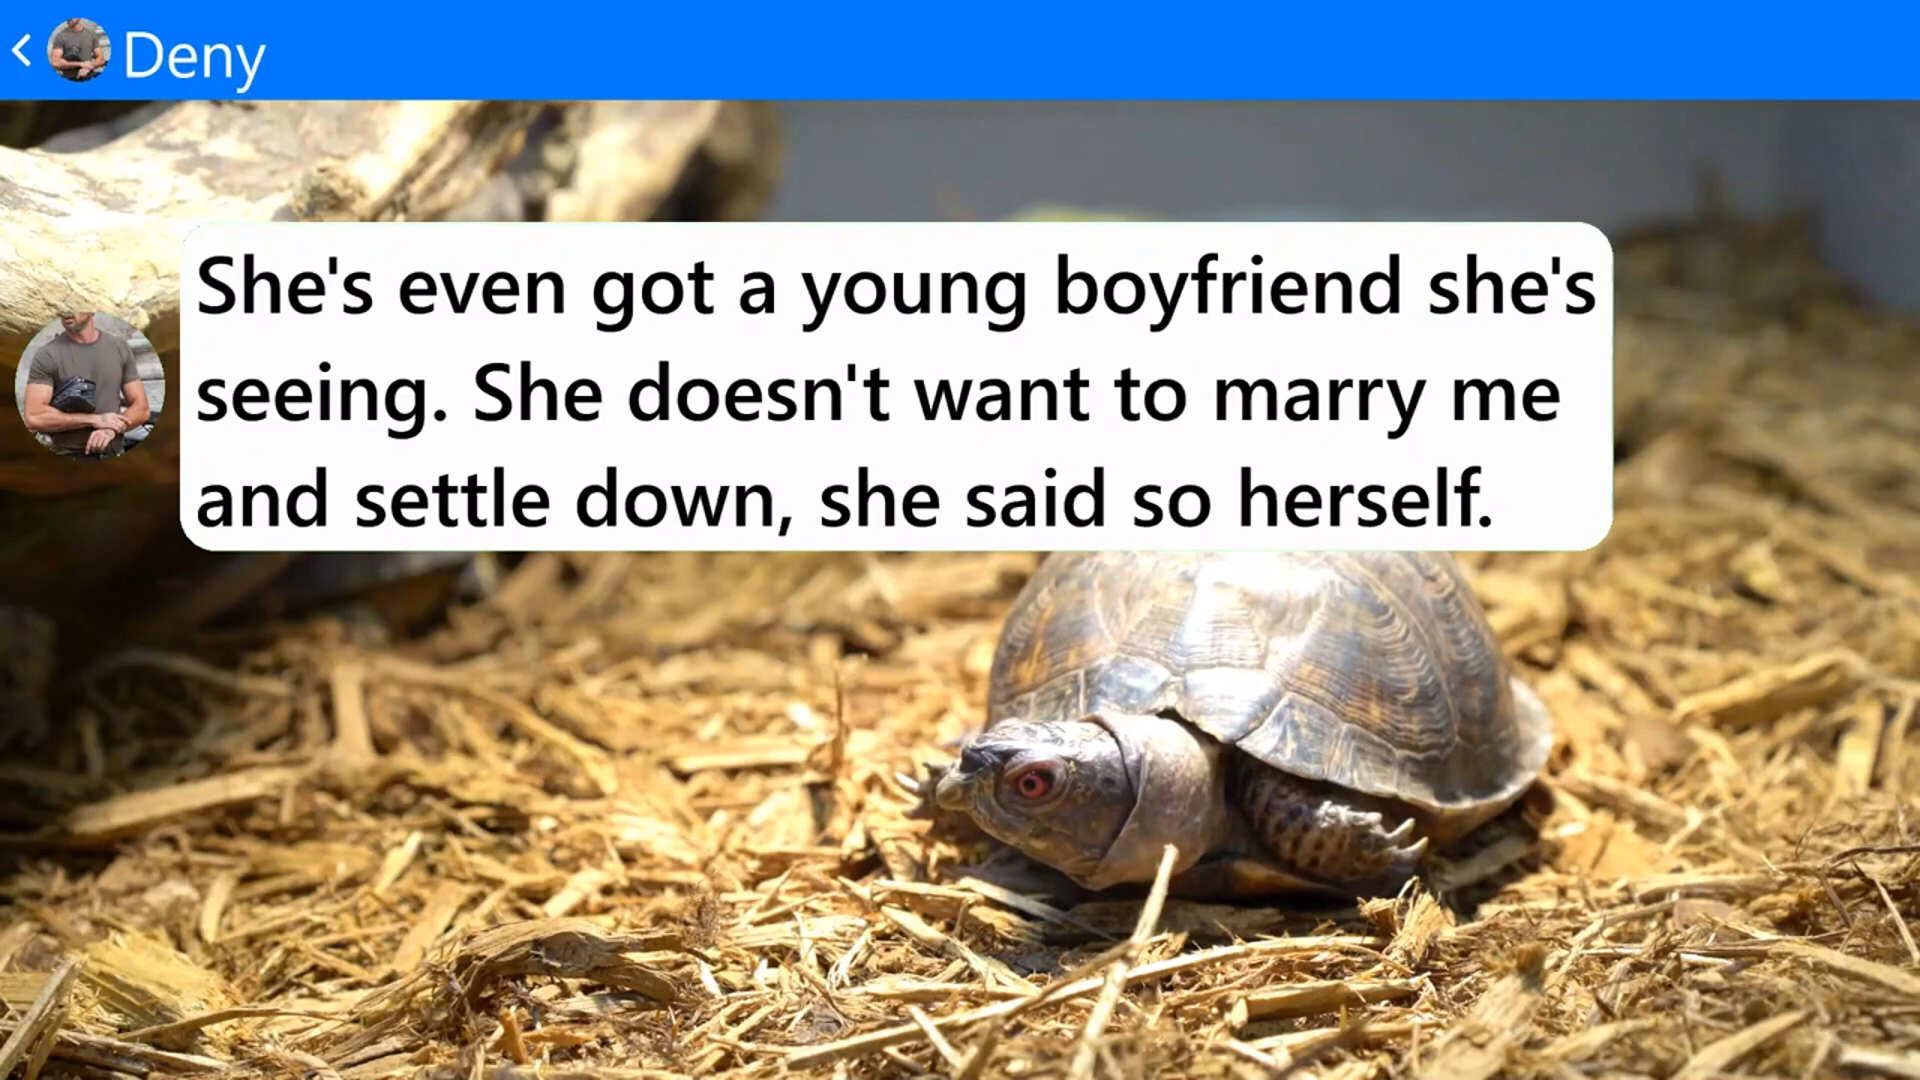 Deny
She's even got a young boyfriend she's
seeing. She doesn't want to marry me
and settle down, she said so herself.